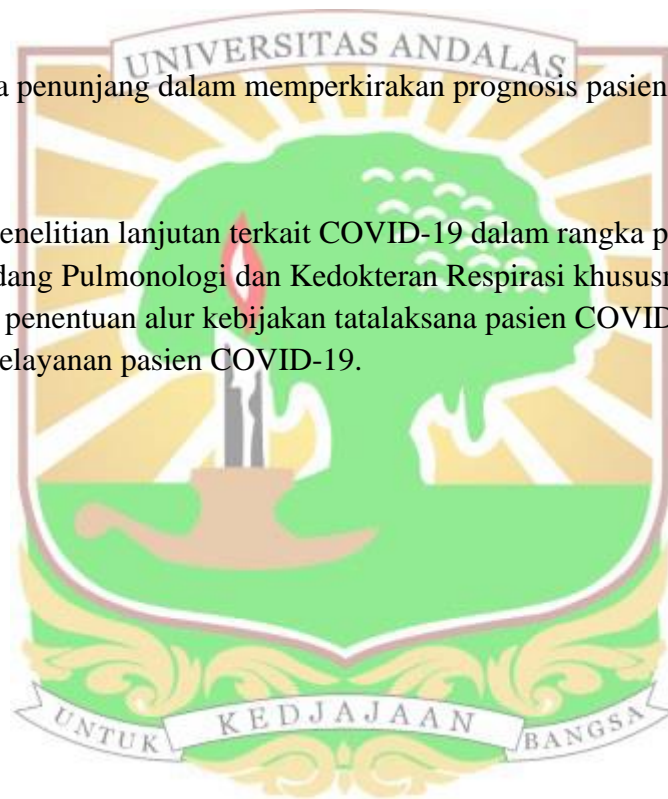 UNIVERSITAS ANDALAS
a penunjang dalam memperkirakan prognosis pasien
enelitian lanjutan terkait COVID-19 dalam rangka p
dang Pulmonologi dan Kedokteran Respirasi khususn
penentuan alur kebijakan tatalaksana pasien COVID
elayanan pasien COVID-19.
UNTUK KEDJAJAAN BANGSA